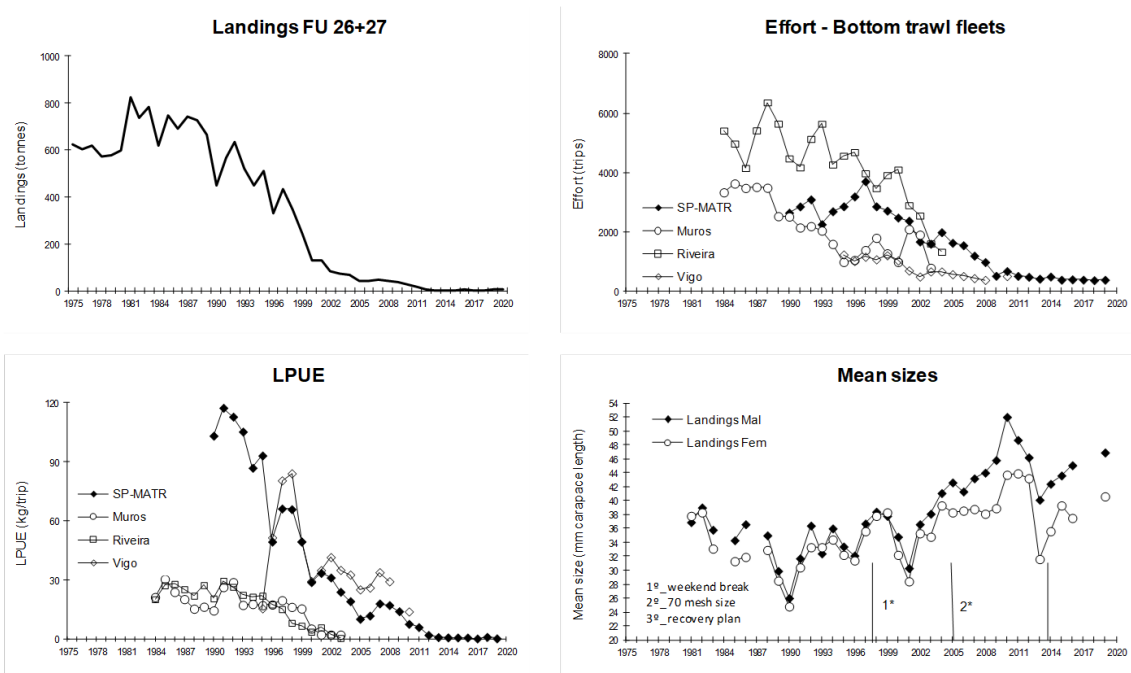 Landings FU 26+27
1000
800
600
400
200
0
Landings (tonnes)
1975 1978 1981 1984 1987 1990 1993 1996 1999 2002 2005 2008 2011 2014 2017 2020
Effort - Bottom trawl fleets
8000
6000
4000
2000
0
Effort (trips)
SP-MATR
Muros
Riveira
Vigo
1975 1978 1981 1984 1987 1990 1993 1996 1999 2002 2005 2008 2011 2014 2017 2020
LPUE
120
90
60
30
0
LPUE (kg/trip)
SP-MATR
Muros
Riveira
Vigo
1975 1978 1981 1984 1987 1990 1993 1996 1999 2002 2005 2008 2011 2014 2017 2020
Mean sizes
54
52
50
48
46
44
42
40
38
36
34
32
30
28
26
24
22
20
Mean size (mm carapace length)
Landings Mal
Landings Fem
1º_weekend break
2º_70 mesh size
3º_recovery plan
1*
2*
1975 1978 1981 1984 1987 1990 1993 1996 1999 2002 2005 2008 2011 2014 2017 2020